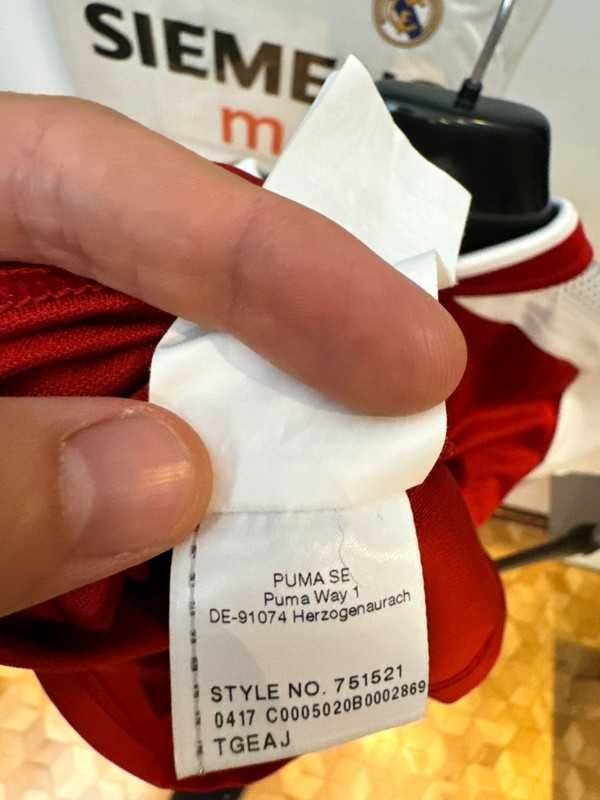 SIEME
m
PUMA SE
Puma Way 1
DE-91074 Herzogenaurach
STYLE NO. 751521
0417 C0005020B0002869
TGEAJ